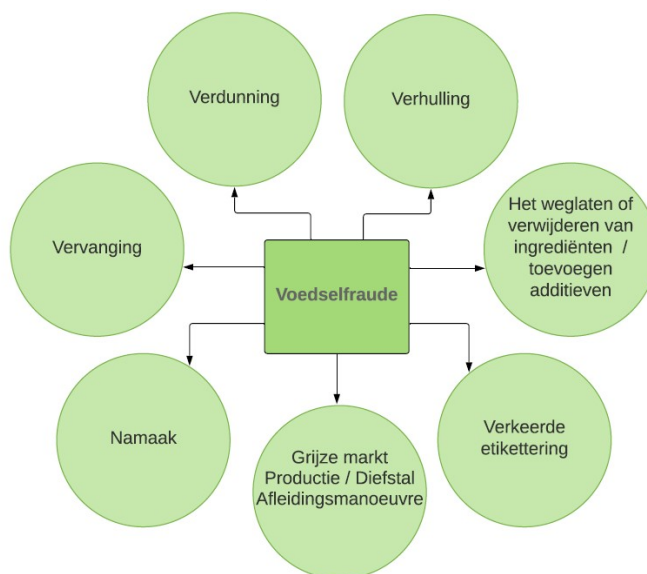 Verdunning
Verhulling
Vervanging
Het weglaten of
verwijderen van
ingrediënten /
toevoegen
additieven
Voedselfraude
Namaak
Grijze markt
Productie / Diefstal
Afleidingsmanoeuvre
Verkeerde
etikettering